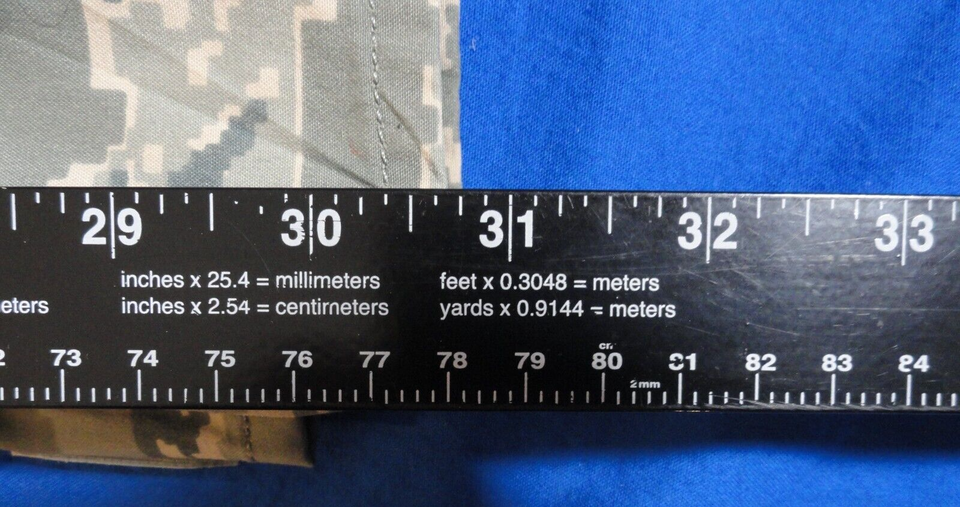 29 30 31 32 33
inches x 25.4 = millimeters feet x 0.3048 = meters
eters inches x 2.54 = centimeters yards x 0.9144 = meters
cm
2 73 74 75 76 77 78 79 80 81 82 83 84
2mm